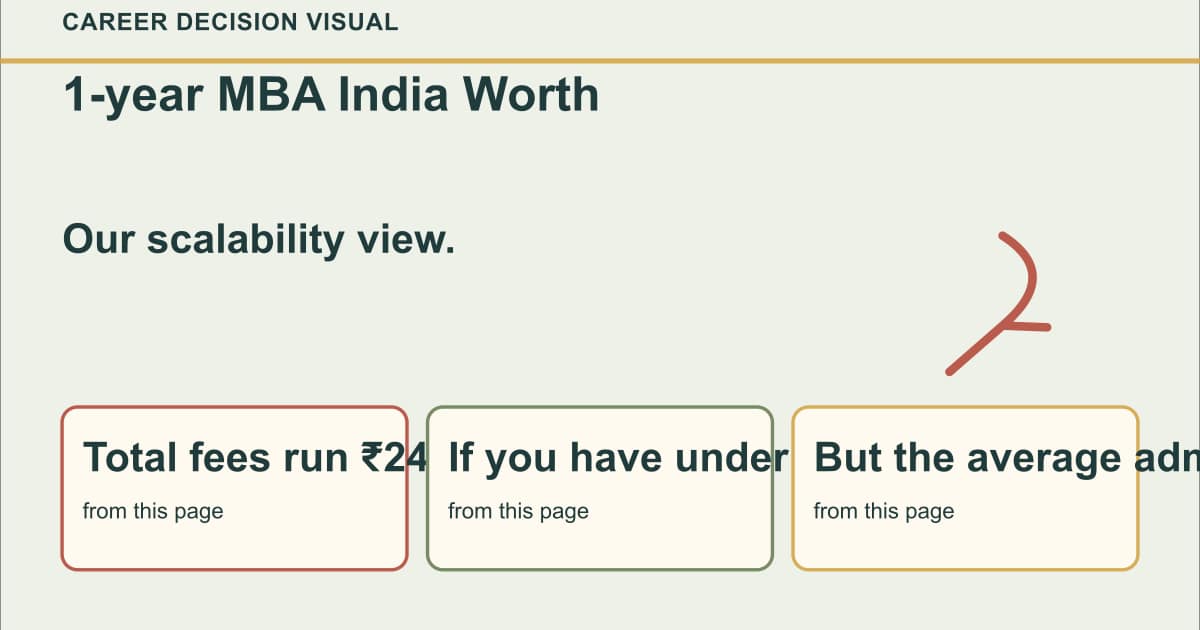 CAREER DECISION VISUAL
1-year MBA India Worth
Our scalability view.
Total fees run ₹24
from this page
If you have under
from this page
But the average
from this page